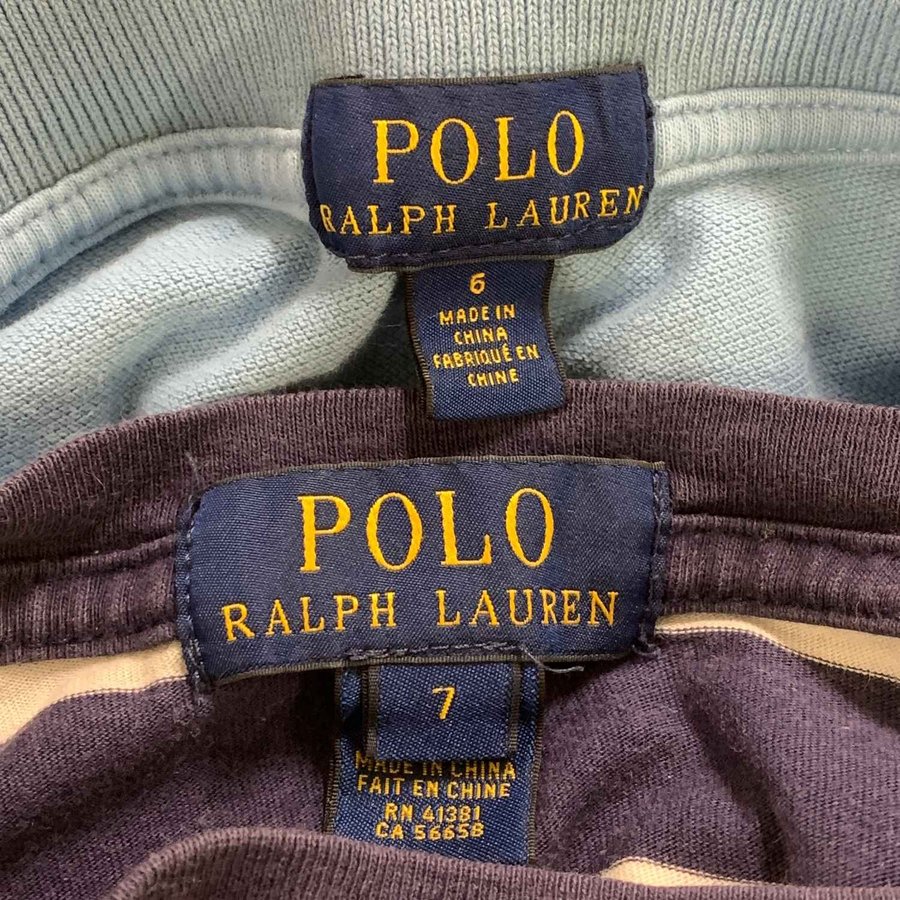 POLO
RALPH LAUREN
6
MADE IN
CHINA
FABRIQUÉ EN
CHINE
POLO
RALPH LAUREN
7
MADE IN CHINA
FAIT EN CHINE
RN 41381
CA 56658